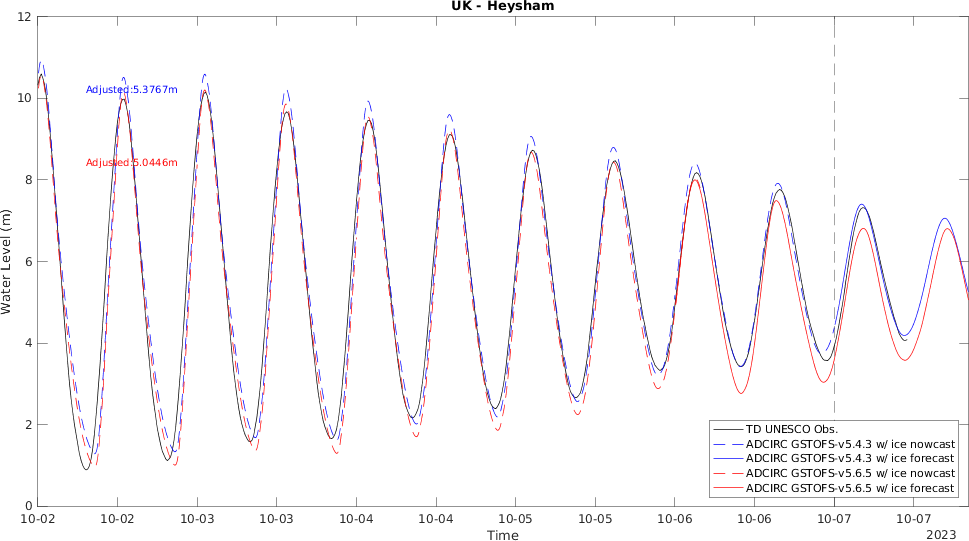 UK - Heysham
Water Level (m)
12
10
8
6
4
2
0
Adjusted:5.3767m
Adjusted:5.0446m
TD UNESCO Obs.
ADCIRC GSTOFS-v5.4.3 w/ ice nowcast
ADCIRC GSTOFS-v5.4.3 w/ ice forecast
ADCIRC GSTOFS-v5.6.5 w/ ice nowcast
ADCIRC GSTOFS-v5.6.5 w/ ice forecast
10-02 10-02 10-03 10-03 10-04 10-04 10-05 10-05 10-06 10-06 10-07 10-07
Time
2023